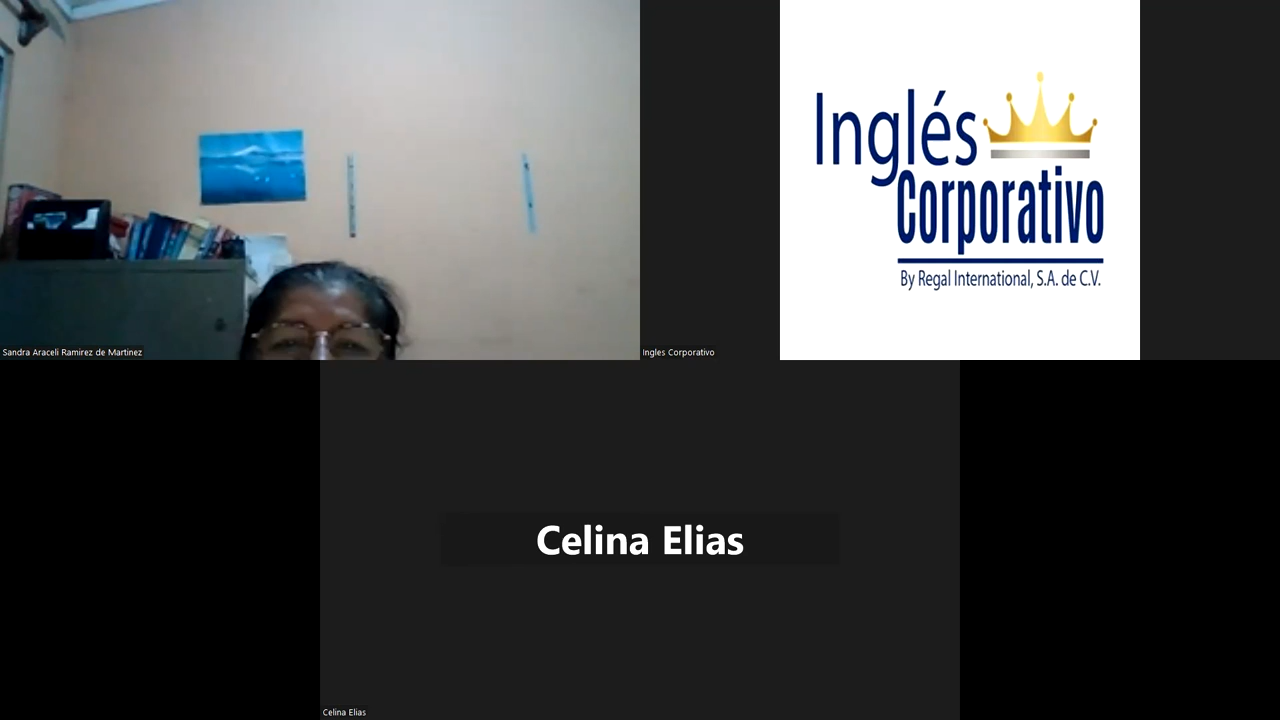 Inglés
Corporativo
By Regal International, S.A. de C.V.
Sandra Araceli Ramirez de Martinez
Ingles Corporativo
Celina Elias
Celina Elias